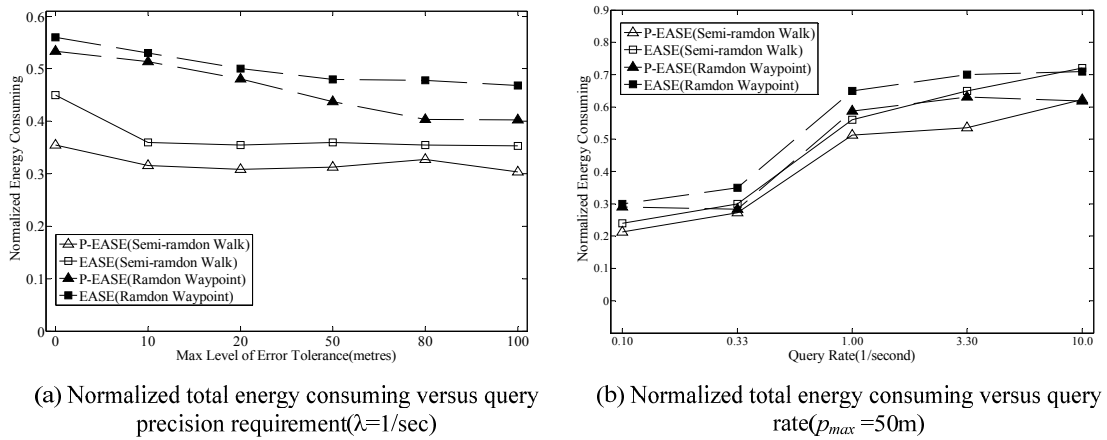 Normalized Energy Consuming
0.6
0.5
0.4
0.3
0.2
0.1
0
P-EASE(Semi-ramdon Walk)
EASE(Semi-ramdon Walk)
P-EASE(Ramdon Waypoint)
EASE(Ramdon Waypoint)
0 10 20 50 80 100
Max Level of Error Tolerance(metres)
(a) Normalized total energy consuming versus query
precision requirement(λ=1/sec)
Normalized Energy Consuming
0.9
0.8
0.7
0.6
0.5
0.4
0.3
0.2
0.1
0
P-EASE(Semi-ramdon Walk)
EASE(Semi-ramdon Walk)
P-EASE(Ramdon Waypoint)
EASE(Ramdon Waypoint)
0.10 0.33 1.00 3.30 10.0
Query Rate(1/second)
(b) Normalized total energy consuming versus query
rate(pmax =50m)